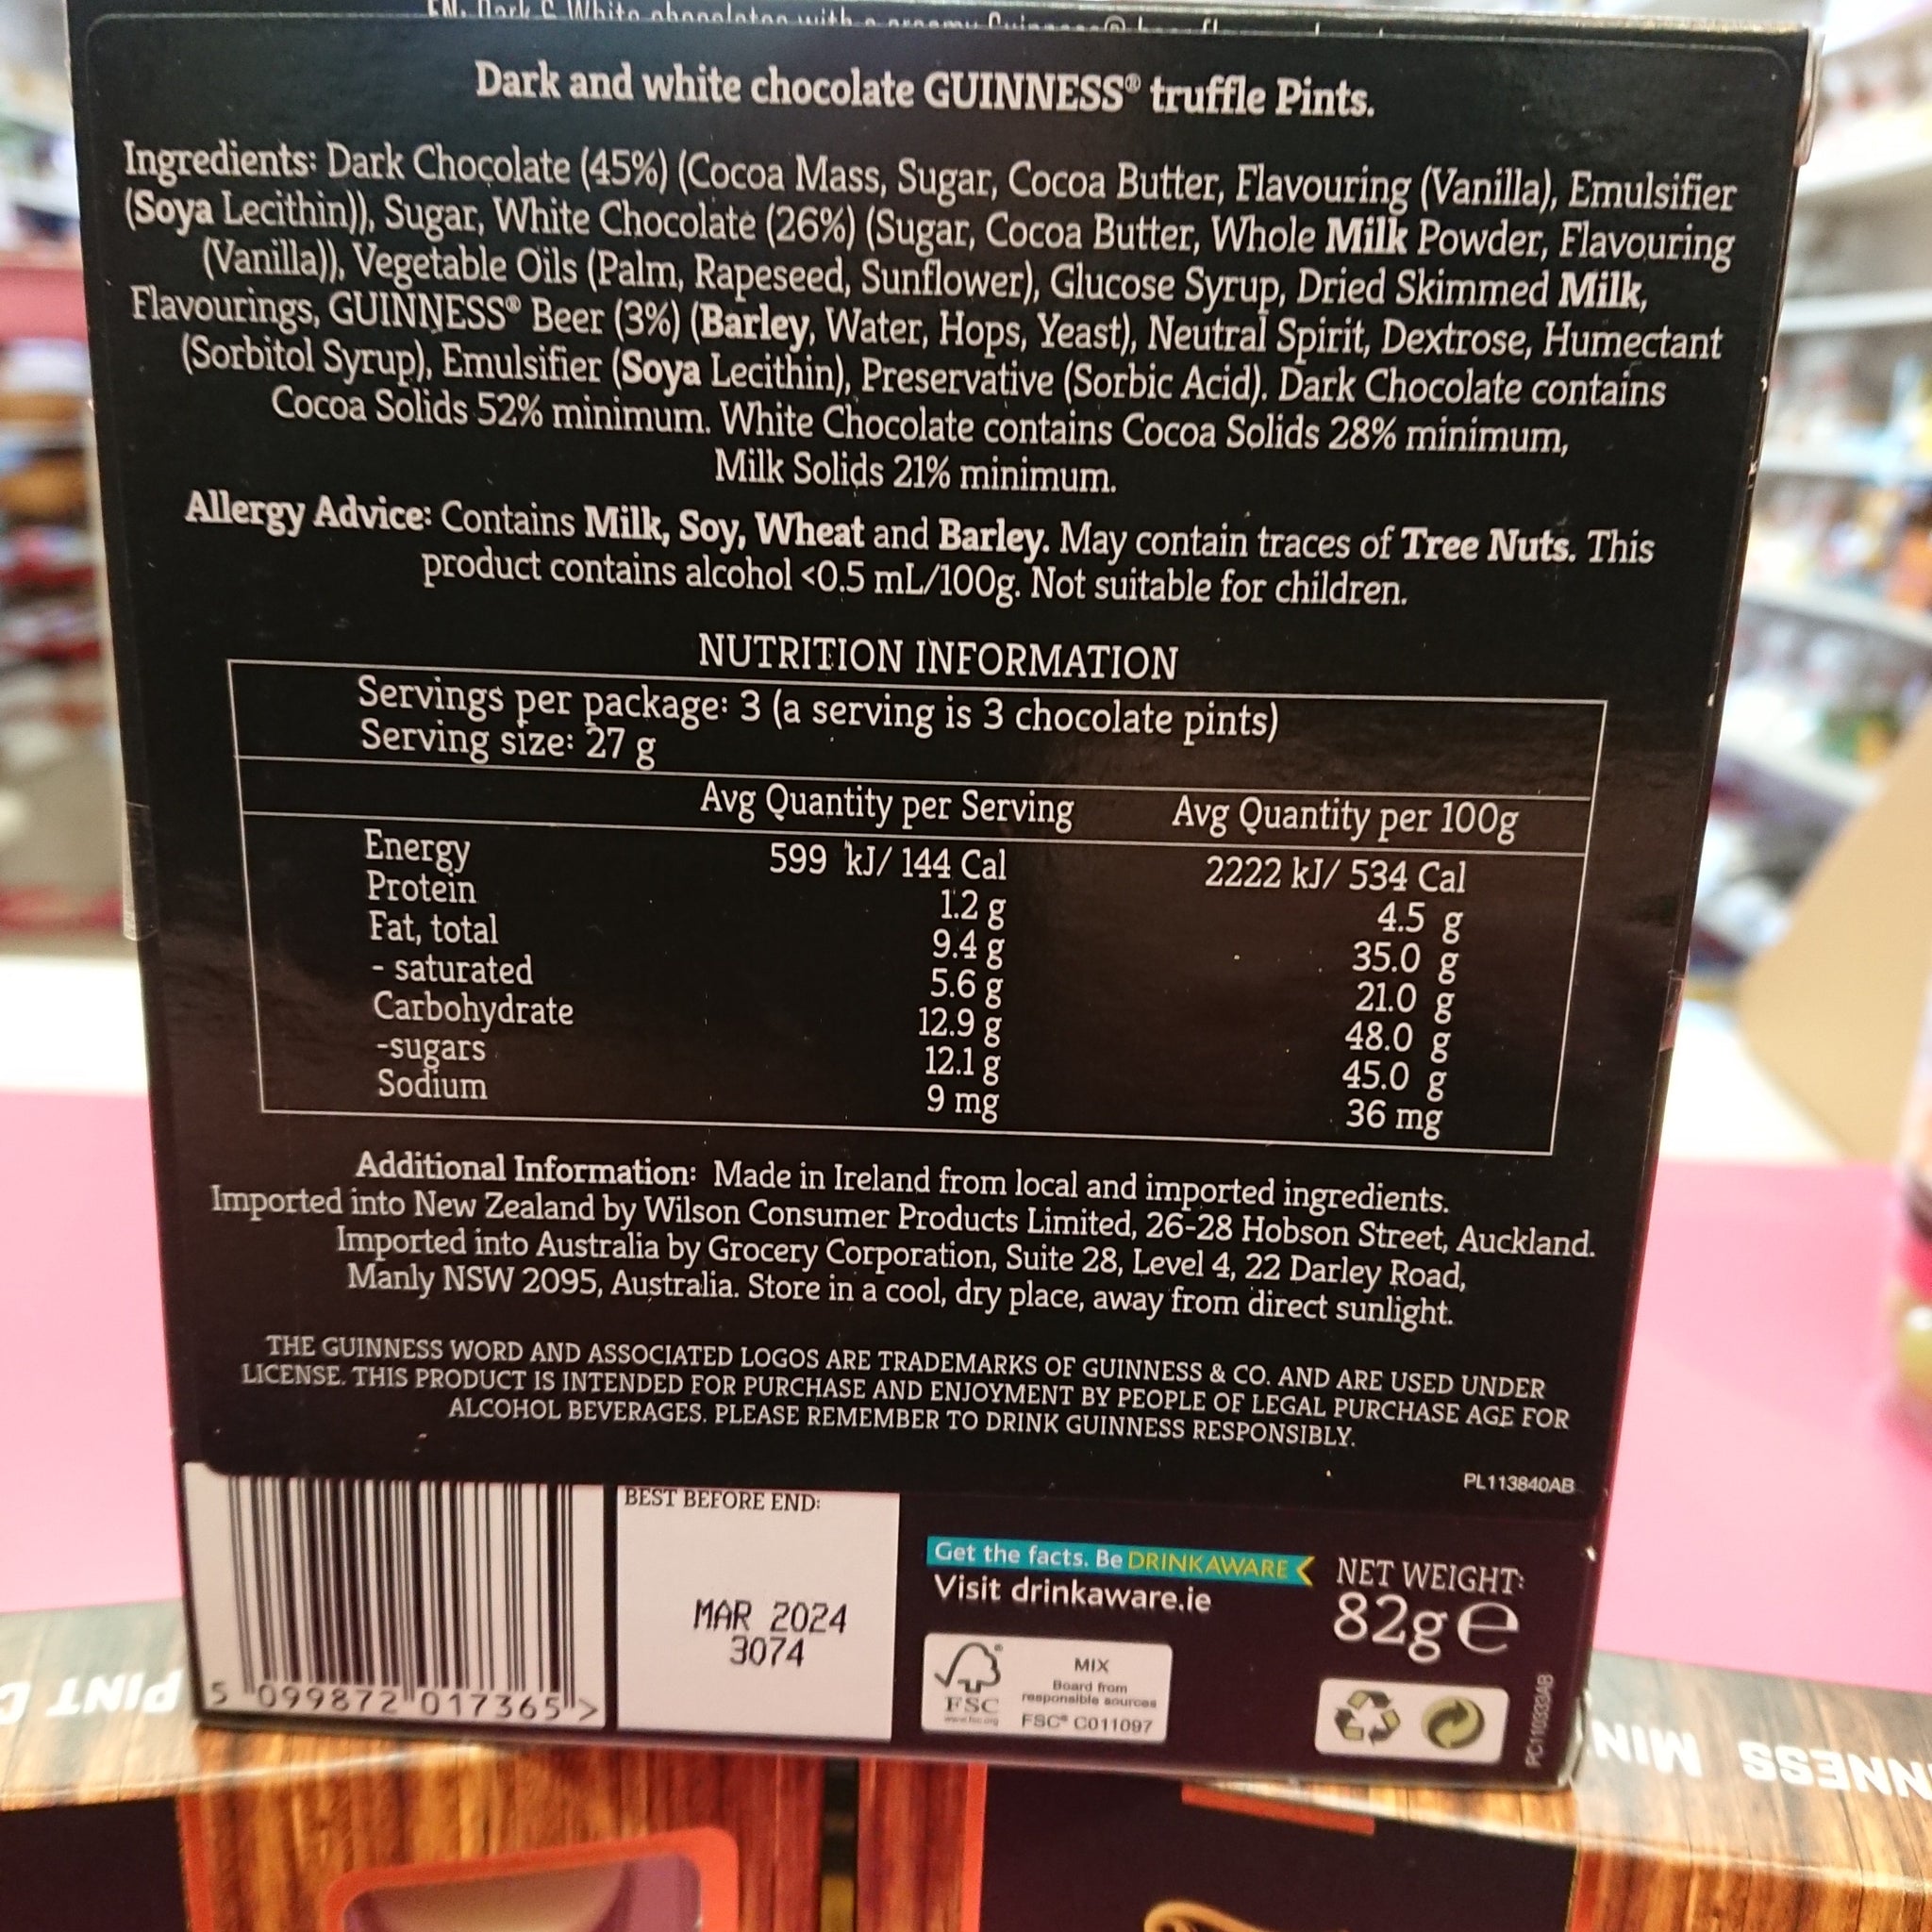 Dark and white chocolate GUINNESS® truffle Pints.
Ingredients: Dark Chocolate (45%) (Cocoa Mass, Sugar, Cocoa Butter, Flavouring (Vanilla), Emulsifier
(Soya Lecithin)), Sugar, White Chocolate (26%) (Sugar, Cocoa Butter, Whole Milk Powder, Flavouring
(Vanilla)), Vegetable Oils (Palm, Rapeseed, Sunflower), Glucose Syrup, Dried Skimmed Milk,
Flavourings, GUINNESS® Beer (3%) (Barley, Water, Hops, Yeast), Neutral Spirit, Dextrose, Humectant
(Sorbitol Syrup), Emulsifier (Soya Lecithin), Preservative (Sorbic Acid). Dark Chocolate contains
Cocoa Solids 52% minimum. White Chocolate contains Cocoa Solids 28% minimum,
Milk Solids 21% minimum.
Allergy Advice: Contains Milk, Soy, Wheat and Barley. May contain traces of Tree Nuts. This
product contains alcohol <0.5 mL/100g. Not suitable for children.
NUTRITION INFORMATION
Servings per package: 3 (a serving is 3 chocolate pints)
Serving size: 27 g
Avg Quantity per Serving Avg Quantity per 100g
Energy 599 kJ/ 144 Cal 2222 kJ/ 534 Cal
Protein 1.2 g 4.5 g
Fat, total 9.4 g 35.0 g
- saturated 5.6 g 21.0 g
Carbohydrate 12.9 g 48.0 g
-sugars 12.1 g 45.0 g
Sodium 9 mg 36 mg
Additional Information: Made in Ireland from local and imported ingredients.
Imported into New Zealand by Wilson Consumer Products Limited, 26-28 Hobson Street, Auckland.
Imported into Australia by Grocery Corporation, Suite 28, Level 4, 22 Darley Road,
Manly NSW 2095, Australia. Store in a cool, dry place, away from direct sunlight.
THE GUINNESS WORD AND ASSOCIATED LOGOS ARE TRADEMARKS OF GUINNESS & CO. AND ARE USED UNDER
LICENSE. THIS PRODUCT IS INTENDED FOR PURCHASE AND ENJOYMENT BY PEOPLE OF LEGAL PURCHASE AGE FOR
ALCOHOL BEVERAGES. PLEASE REMEMBER TO DRINK GUINNESS RESPONSIBLY.
PL113840AB
5 099872 017365 >
BEST BEFORE END:
MAR 2024
3074
Get the facts. Be DRINKAWARE
Visit drinkaware.ie
FSC
MIX
Board from
responsible sources
FSC® C011097
NET WEIGHT:
82g e
PC110333AB
PINT
MIN